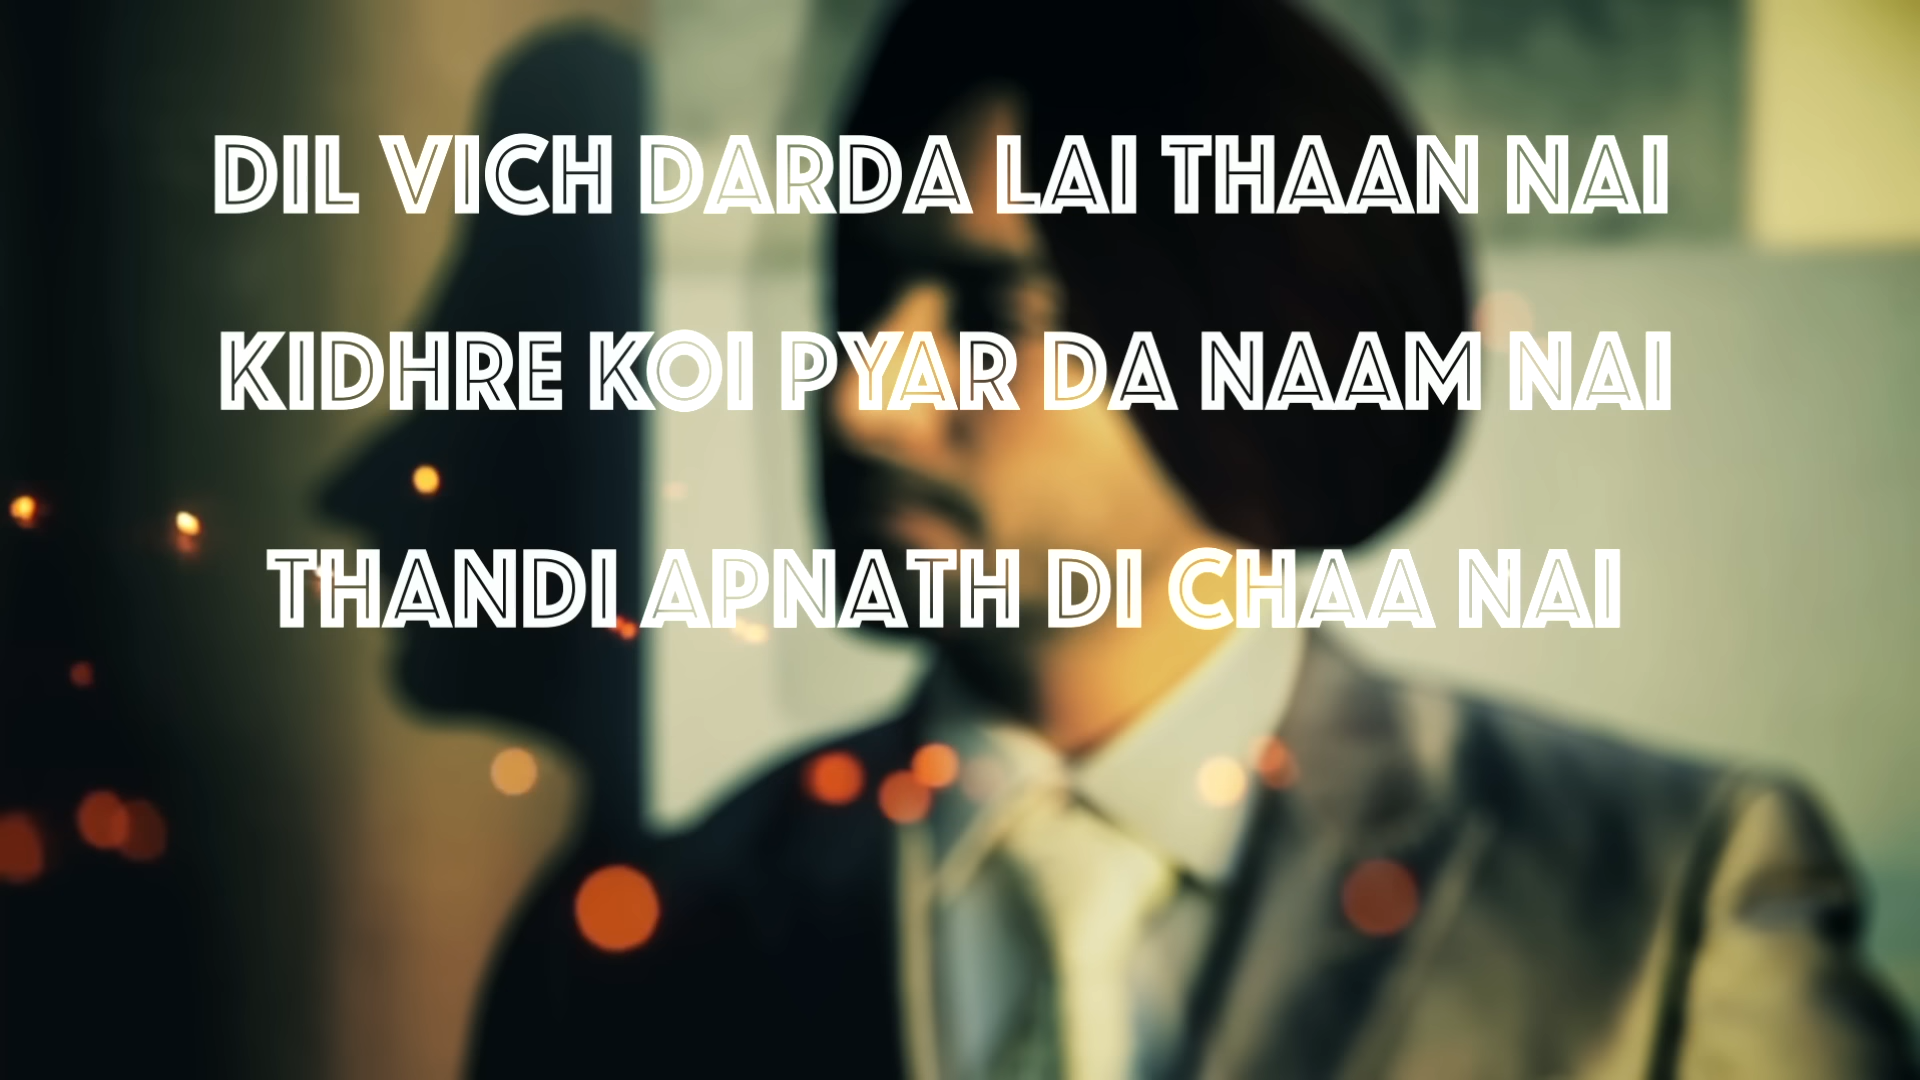 DIL VICH DARDA LAI THAAN NAI
KIDHRE KOI PYAR DA NAAM NAI
THANDI APNATH DI CHAA NAI